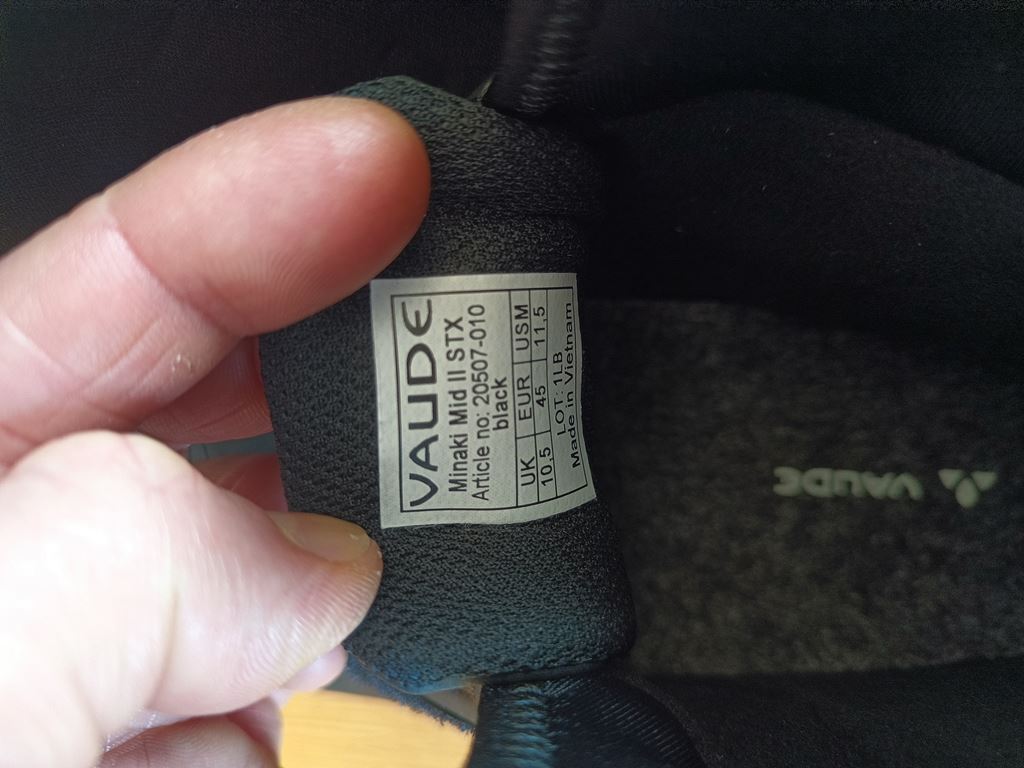 VAUDE
Minaki Mid II STX
Article no: 20507-010
black
UK EUR USM
10,5 45 11,5
LOT: 1LB
Made in Vietnam
VAUDE